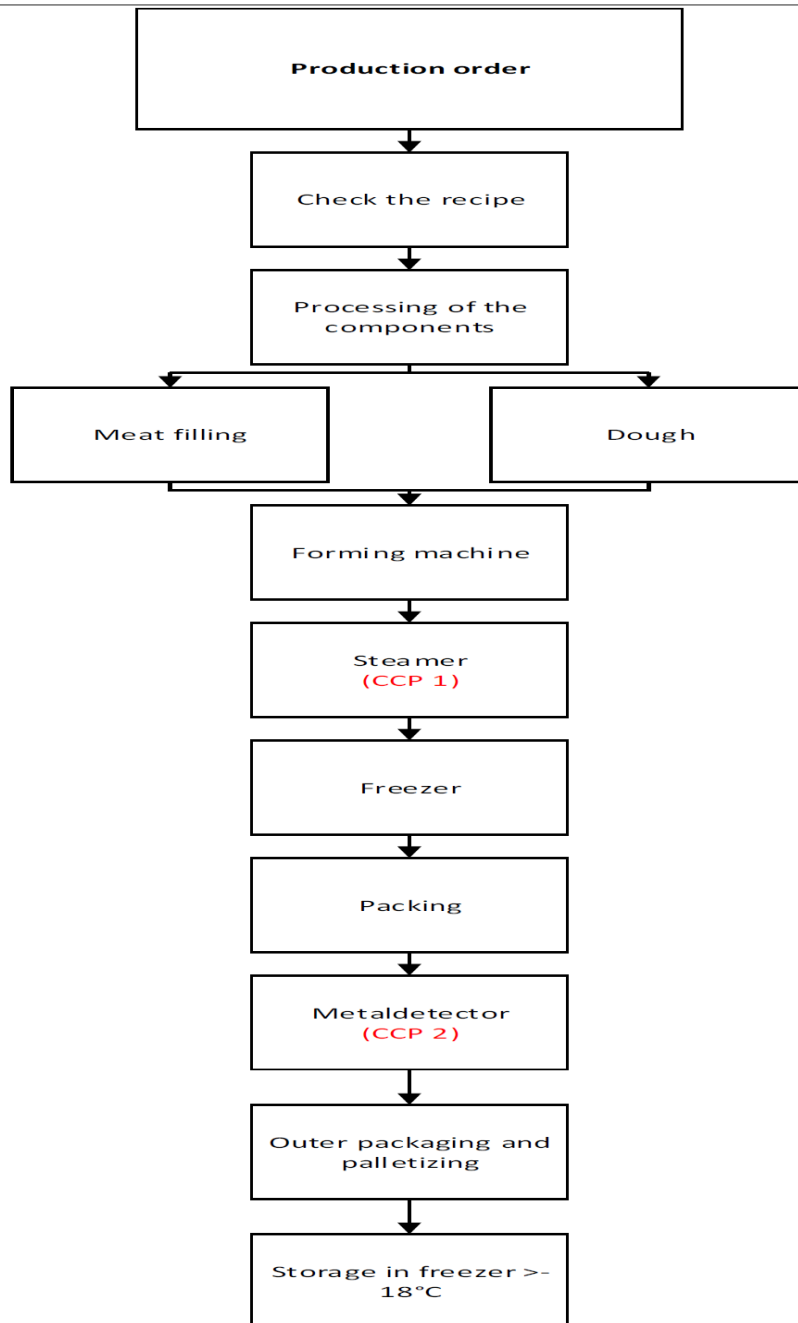 Production order
Check the recipe
Processing of the
components
Meat filling
Dough
Forming machine
Steamer
(CCP 1)
Freezer
Packing
Metaldetector
(CCP 2)
Outer packaging and
palletizing
Storage in freezer >-
18°C